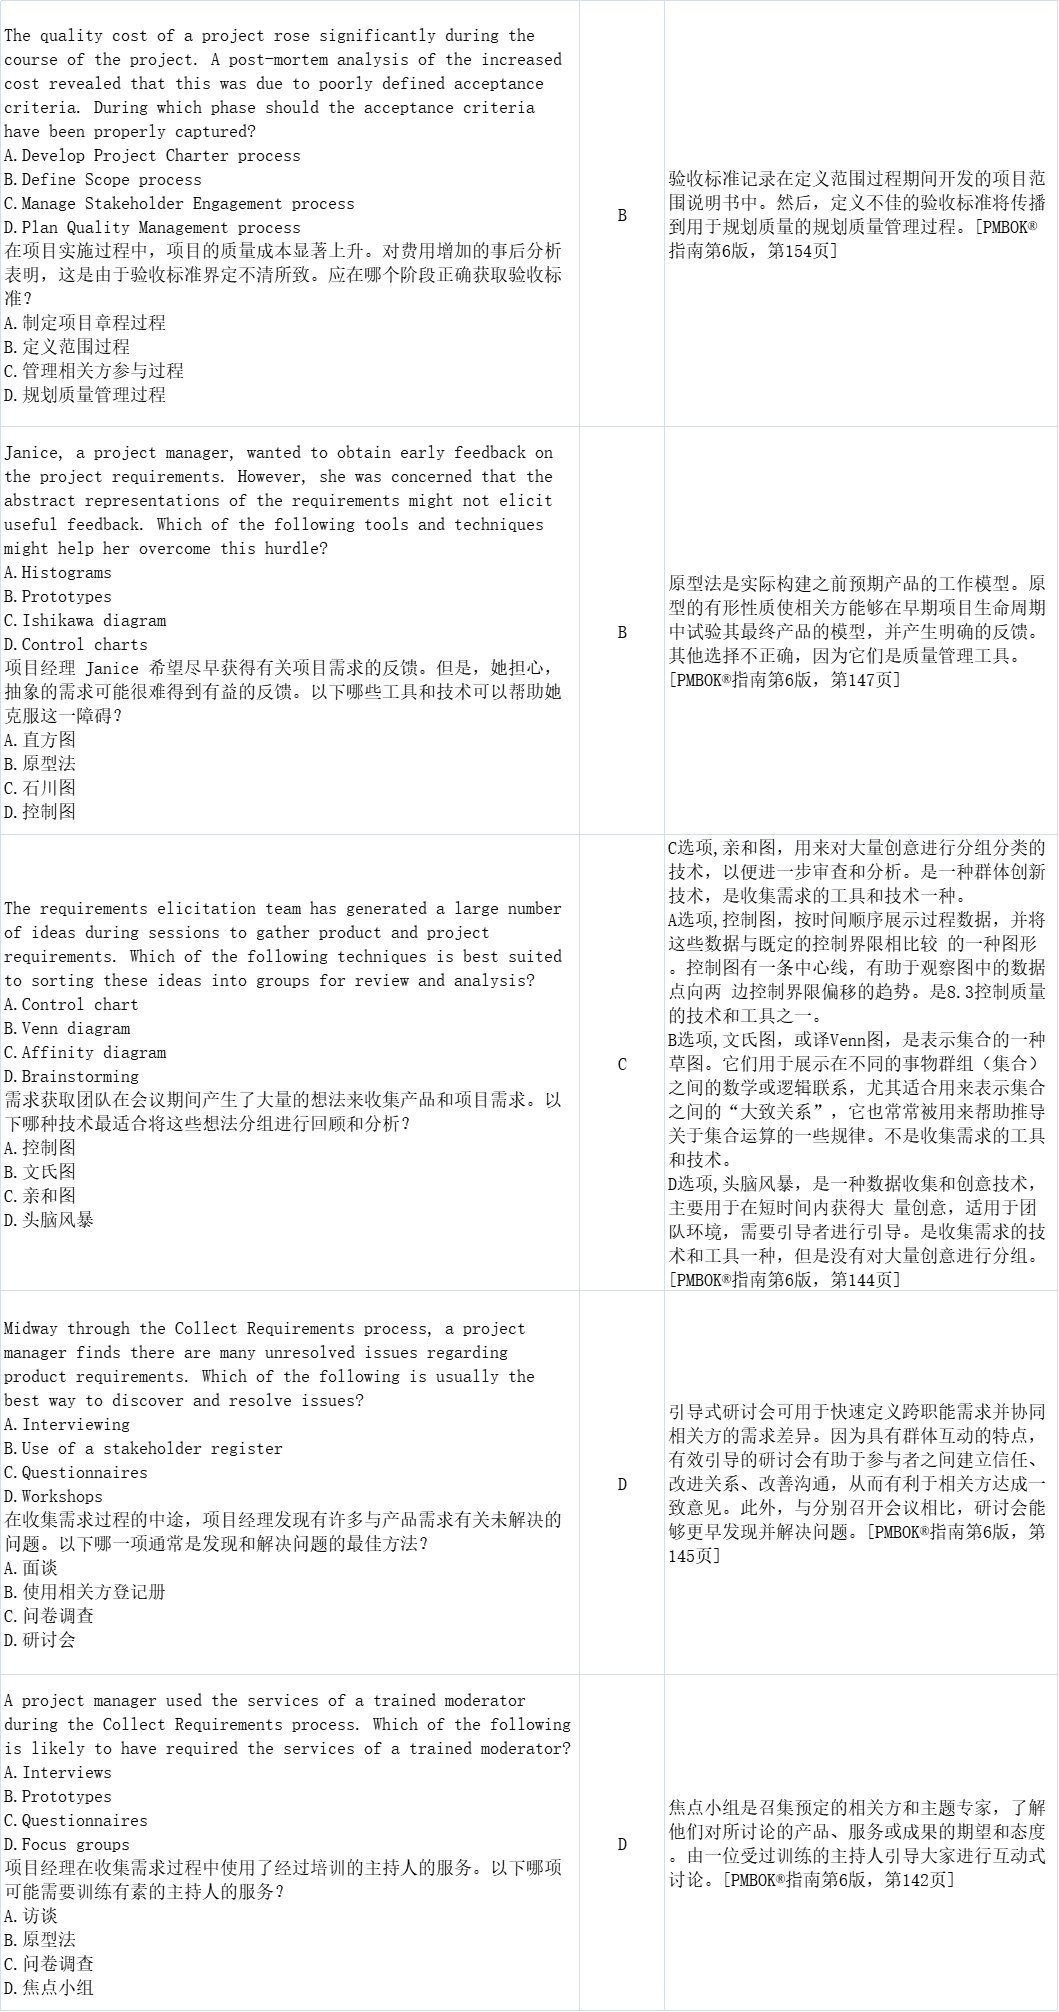 The quality cost of a project rose significantly during the
course of the project. A post-mortem analysis of the increased
cost revealed that this was due to poorly defined acceptance
criteria. During which phase should the acceptance criteria
have been properly captured?
A.Develop Project Charter process
B.Define Scope process
C.Manage Stakeholder Engagement process
D.Plan Quality Management process
在项目实施过程中，项目的质量成本显著上升。对费用增加的事后分析
表明，这是由于验收标准界定不清所致。应在哪个阶段正确获取验收标
准？
A.制定项目章程过程
B.定义范围过程
C.管理相关方参与过程
D.规划质量管理过程
B
验收标准记录在定义范围过程期间开发的项目范
围说明书中。然后，定义不佳的验收标准将传播
到用于规划质量的规划质量管理过程。[PMBOK®
指南第6版，第154页]
Janice, a project manager, wanted to obtain early feedback on
the project requirements. However, she was concerned that the
abstract representations of the requirements might not elicit
useful feedback. Which of the following tools and techniques
might help her overcome this hurdle?
A.Histograms
B.Prototypes
C.Ishikawa diagram
D.Control charts
项目经理 Janice 希望尽早获得有关项目需求的反馈。但是，她担心，
抽象的需求可能很难得到有益的反馈。以下哪些工具和技术可以帮助她
克服这一障碍？
A.直方图
B.原型法
C.石川图
D.控制图
B
原型法是实际构建之前预期产品的工作模型。原
型的有形性质使相关方能够在早期项目生命周期
中试验其最终产品的模型，并产生明确的反馈。
其他选择不正确，因为它们是质量管理工具。
[PMBOK®指南第6版，第147页]
The requirements elicitation team has generated a large number
of ideas during sessions to gather product and project
requirements. Which of the following techniques is best suited
to sorting these ideas into groups for review and analysis?
A.Control chart
B.Venn diagram
C.Affinity diagram
D.Brainstorming
需求获取团队在会议期间产生了大量的想法来收集产品和项目需求。以
下哪种技术最适合将这些想法分组进行回顾和分析？
A.控制图
B.文氏图
C.亲和图
D.头脑风暴
C
C选项,亲和图，用来对大量创意进行分组分类的
技术，以便进一步审查和分析。是一种群体创新
技术，是收集需求的工具和技术一种。
A选项,控制图，按时间顺序展示过程数据，并将
这些数据与既定的控制界限相比较 的一种图形
。控制图有一条中心线，有助于观察图中的数据
点向两 边控制界限偏移的趋势。是8.3控制质量
的技术和工具之一。
B选项,文氏图，或译Venn图，是表示集合的一种
草图。它们用于展示在不同的事物群组（集合）
之间的数学或逻辑联系，尤其适合用来表示集合
之间的“大致关系”，它也常常被用来帮助推导
关于集合运算的一些规律。不是收集需求的工具
和技术。
D选项,头脑风暴，是一种数据收集和创意技术，
主要用于在短时间内获得大 量创意，适用于团
队环境，需要引导者进行引导。是收集需求的技
术和工具一种，但是没有对大量创意进行分组。
[PMBOK®指南第6版，第144页]
Midway through the Collect Requirements process, a project
manager finds there are many unresolved issues regarding
product requirements. Which of the following is usually the
best way to discover and resolve issues?
A.Interviewing
B.Use of a stakeholder register
C.Questionnaires
D.Workshops
在收集需求过程的中途，项目经理发现有许多与产品需求有关未解决的
问题。以下哪一项通常是发现和解决问题的最佳方法？
A.面谈
B.使用相关方登记册
C.问卷调查
D.研讨会
D
引导式研讨会可用于快速定义跨职能需求并协同
相关方的需求差异。因为具有群体互动的特点，
有效引导的研讨会有助于参与者之间建立信任、
改进关系、改善沟通，从而有利于相关方达成一
致意见。此外，与分别召开会议相比，研讨会能
够更早发现并解决问题。[PMBOK®指南第6版，第
145页]
A project manager used the services of a trained moderator
during the Collect Requirements process. Which of the following
is likely to have required the services of a trained moderator?
A.Interviews
B.Prototypes
C.Questionnaires
D.Focus groups
项目经理在收集需求过程中使用了经过培训的主持人的服务。以下哪项
可能需要训练有素的主持人的服务？
A.访谈
B.原型法
C.问卷调查
D.焦点小组
D
焦点小组是召集预定的相关方和主题专家，了解
他们对所讨论的产品、服务或成果的期望和态度
。由一位受过训练的主持人引导大家进行互动式
讨论。[PMBOK®指南第6版，第142页]